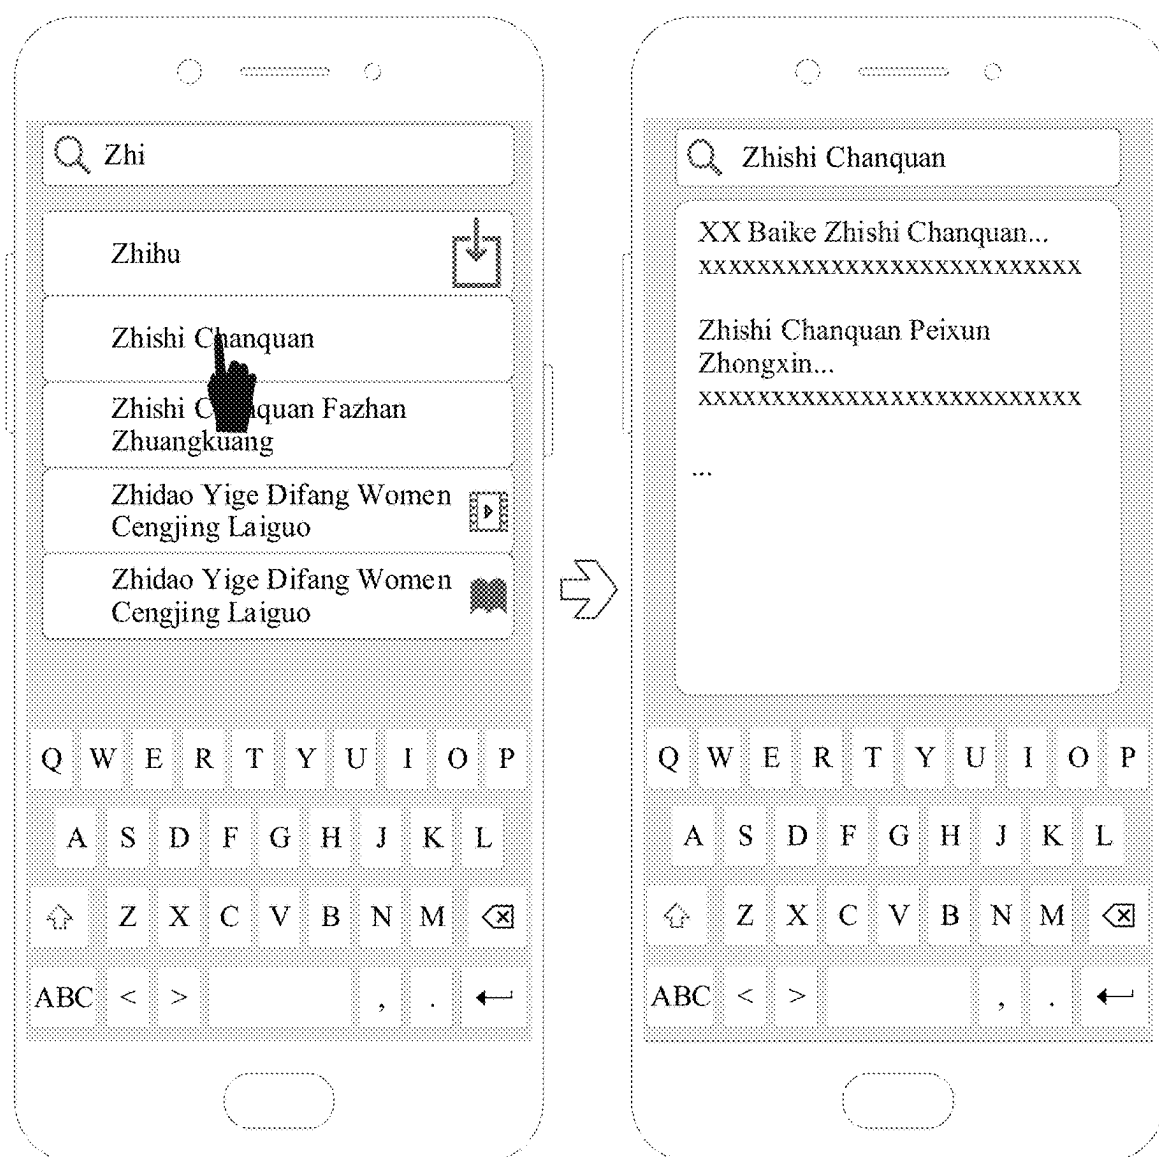 Zhi
Zhihu
Zhishi Chanquan
Zhishi C quan Fazhan
Zhuangkuang
Zhidao Yige Difang Women
Cengjing Laiguo
Zhidao Yige Difang Women
Cengjing Laiguo
Q W E R T Y U I O P
A S D F G H J K L
Z X C V B N M
ABC < > , .
Zhishi Chanquan
XX Baike Zhishi Chanquan...
xxxxxxxxxxxxxxxxxxxxxxxxxx
Zhishi Chanquan Peixun
Zhongxin...
xxxxxxxxxxxxxxxxxxxxxxxxxx
...
Q W E R T Y U I O P
A S D F G H J K L
Z X C V B N M
ABC < > , .